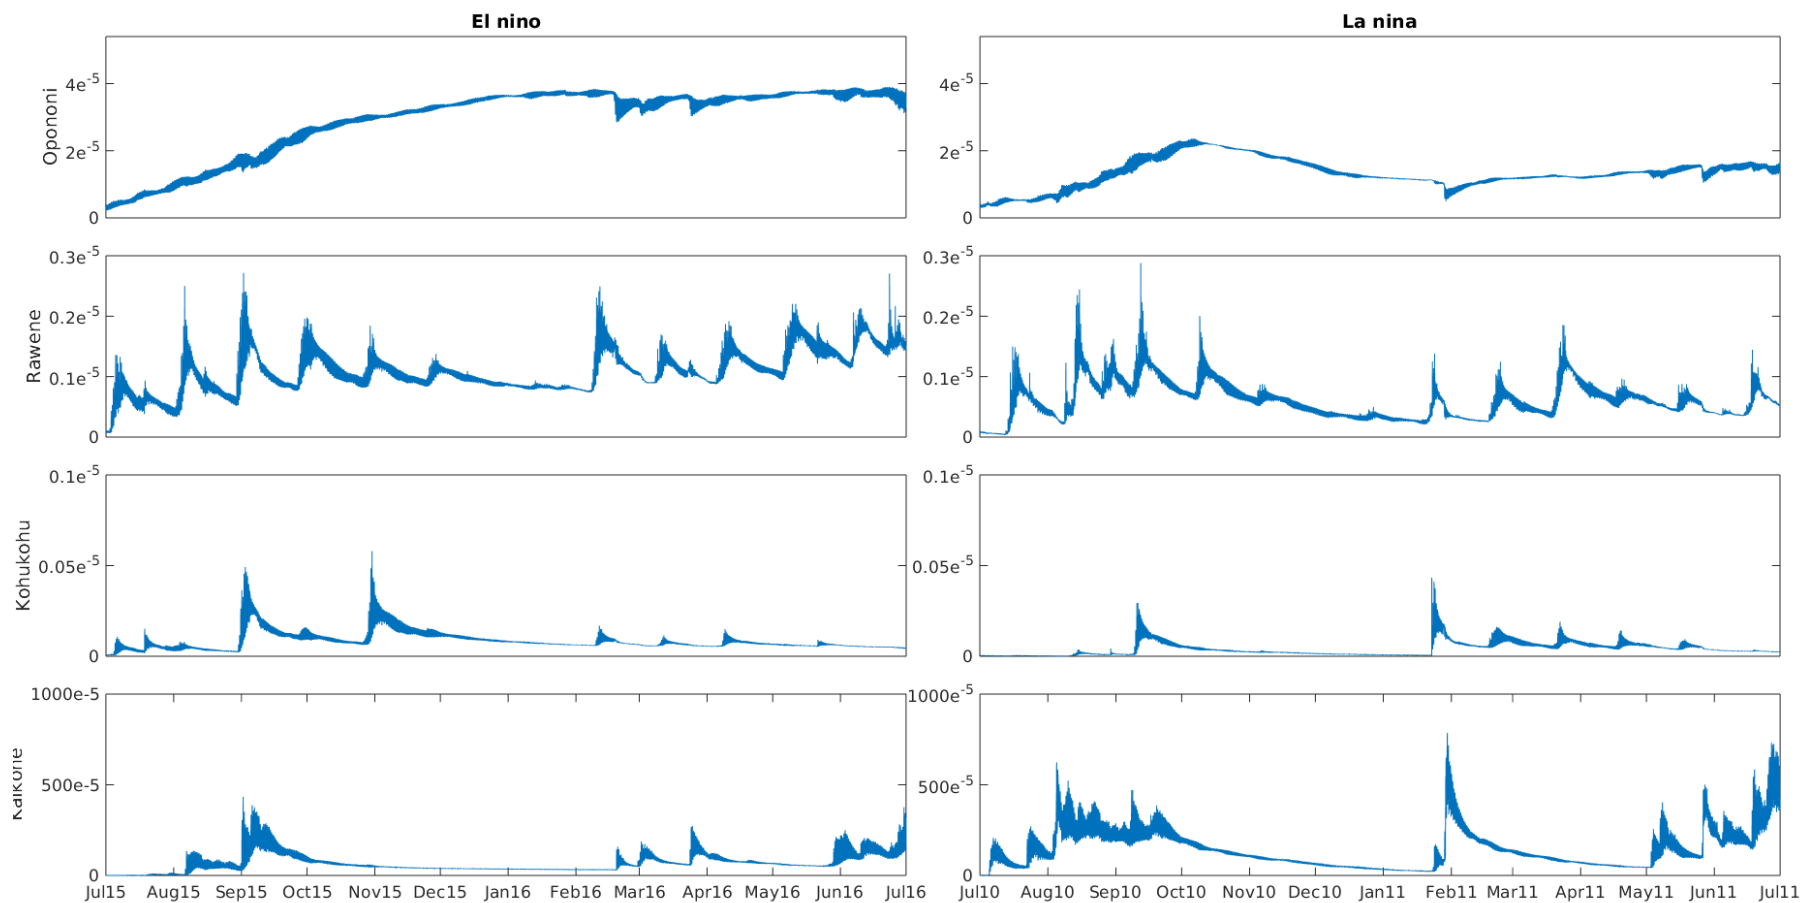 El nino
La nina
Opononi
4e-5
2e-5
0
4e-5
2e-5
0
Rawene
0.3e-5
0.2e-5
0.1e-5
0
0.3e-5
0.2e-5
0.1e-5
0
Kohukohu
0.1e-5
0.05e-5
0
0.1e-5
0.05e-5
0
Kaikohe
1000e-5
500e-5
0
1000e-5
500e-5
0
Jul15 Aug15 Sep15 Oct15 Nov15 Dec15 Jan16 Feb16 Mar16 Apr16 May16 Jun16 Jul16
Jul10 Aug10 Sep10 Oct10 Nov10 Dec10 Jan11 Feb11 Mar11 Apr11 May11 Jun11 Jul11